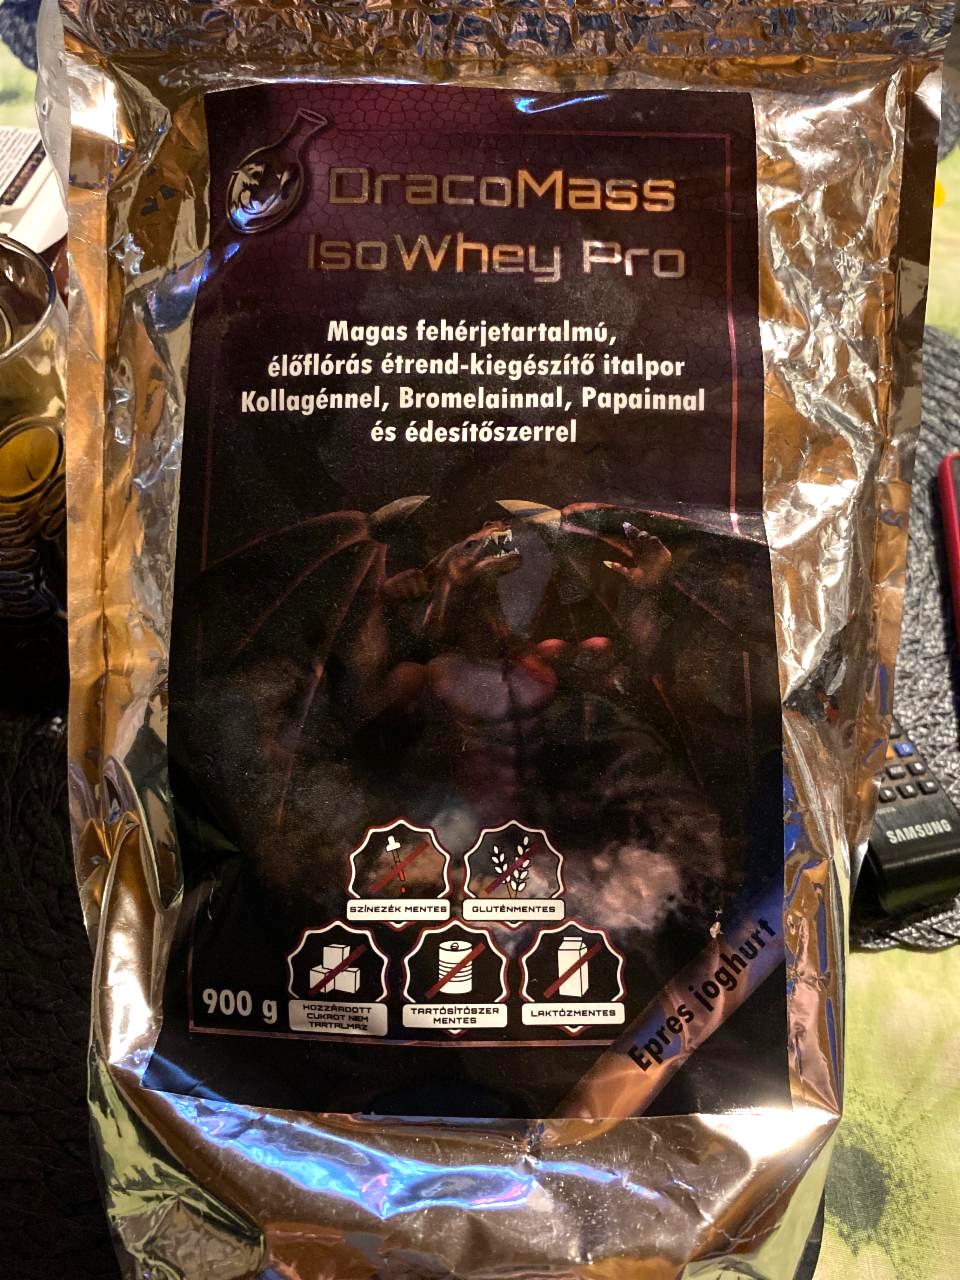 DracoMass
IsoWhey Pro
Magas fehérjetartalmú,
élőflórás étrend-kiegészítő italpor
Kollagénnel, Bromelainnal, Papainnal
és édesítőszerrel
SZÍNEZÉK MENTES
GLUTÉNMENTES
900 g
HOZZÁADOTT
CUKROT NEM
TARTALMAZ
TARTÓSÍTÓSZER
MENTES
LAKTÓZMENTES
Epres joghurt
SAMSUNG